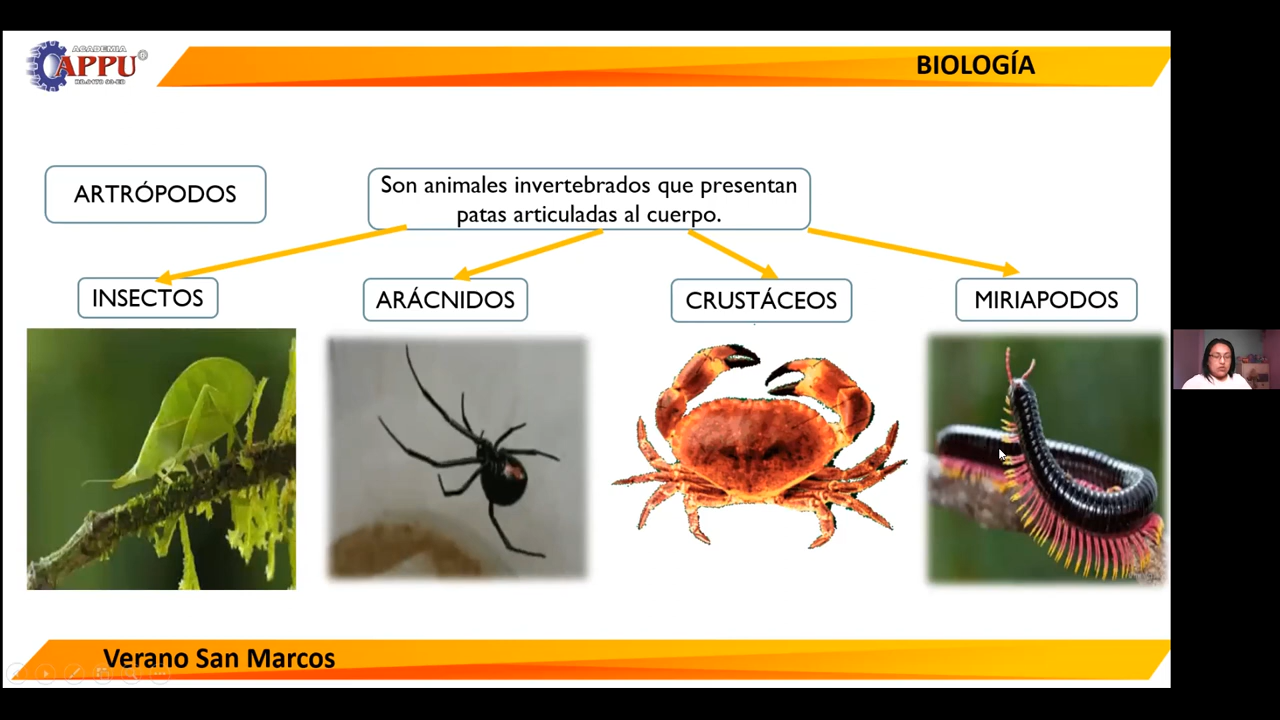 ACADEMIA
APPU
BIOLOGÍA
ARTRÓPODOS
Son animales invertebrados que presentan
patas articuladas al cuerpo.
INSECTOS
ARÁCNIDOS
CRUSTÁCEOS
MIRIAPODOS
Verano San Marcos